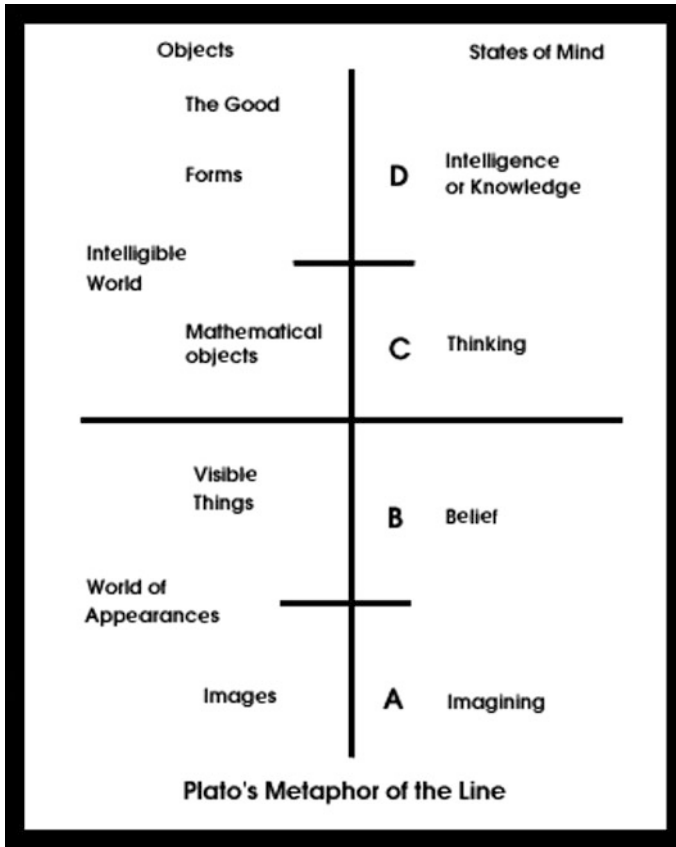 Objects
States of Mind
The Good
Forms
D
Intelligence
or Knowledge
Intelligible
World
Mathematical
objects
C
Thinking
Visible
Things
B
Belief
World of
Appearances
Images
A
Imagining
Plato's Metaphor of the Line